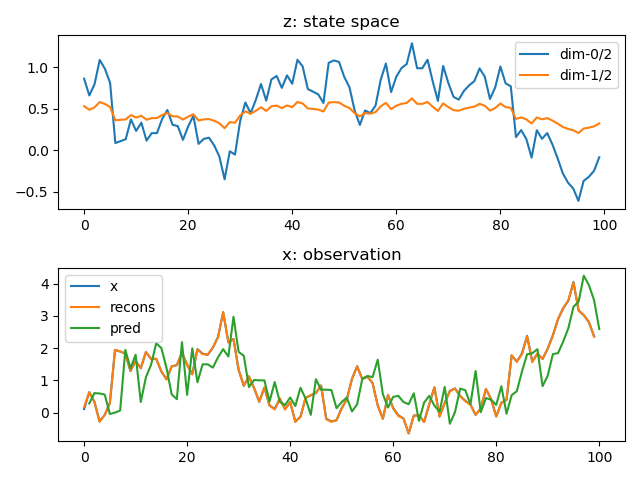 z: state space
dim-0/2
dim-1/2
1.0
0.5
0.0
−0.5
0 20 40 60 80 100
x: observation
x
recons
pred
4
3
2
1
0
0 20 40 60 80 100